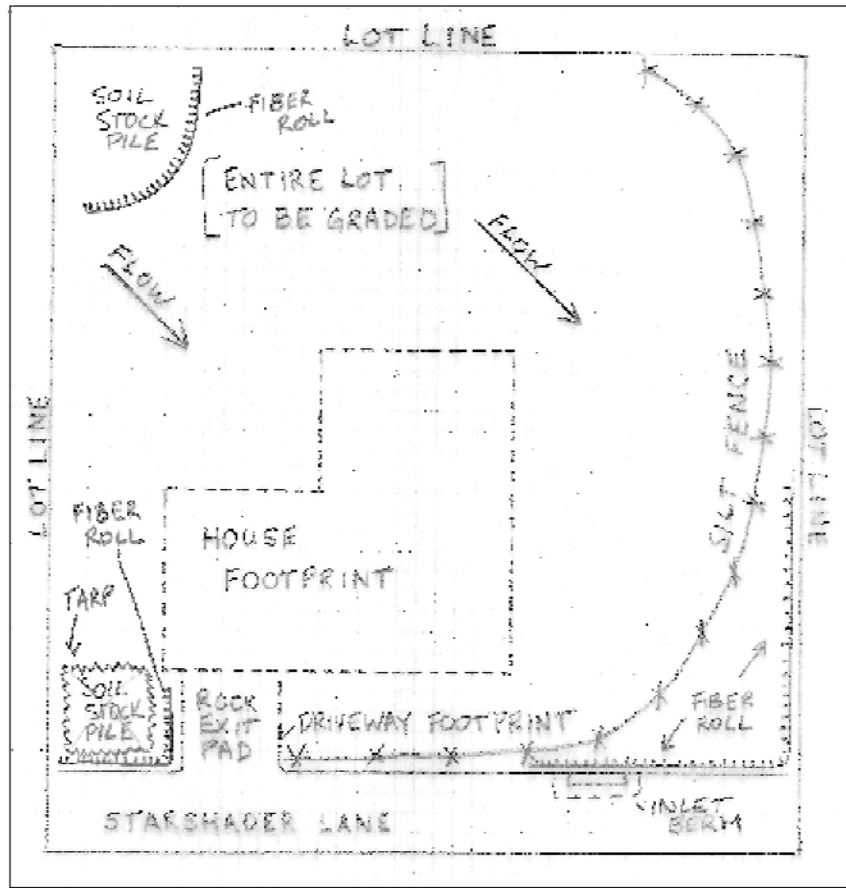 LOT LINE
SOIL
STOCK
PILE
FIBER
ROLL
ENTIRE LOT
TO BE GRADED
FLOW
FLOW
LOT LINE
SILT FENCE
LOT LINE
FIBER
ROLL
HOUSE
FOOTPRINT
TARP
SOIL
STOCK
PILE
ROCK
EXIT
PAD
DRIVEWAY FOOTPRINT
FIBER
ROLL
STARSHADER LANE
INLET
BERM